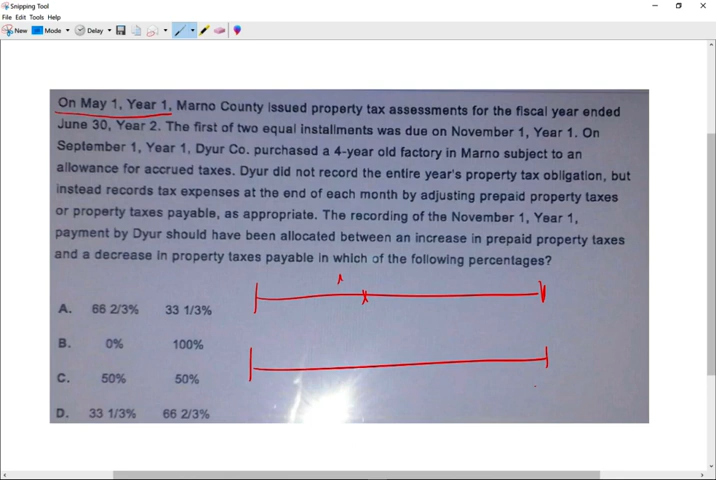 Snipping Tool
File Edit Tools Help
New Mode Delay
On May 1, Year 1, Marno County issued property tax assessments for the fiscal year ended
June 30, Year 2. The first of two equal installments was due on November 1, Year 1. On
September 1, Year 1, Dyur Co. purchased a 4-year old factory in Marno subject to an
allowance for accrued taxes. Dyur did not record the entire year's property tax obligation, but
instead records tax expenses at the end of each month by adjusting prepaid property taxes
or property taxes payable, as appropriate. The recording of the November 1, Year 1,
payment by Dyur should have been allocated between an increase in prepaid property taxes
and a decrease in property taxes payable in which of the following percentages?
A. 66 2/3% 33 1/3%
B. 0% 100%
C. 50% 50%
D. 33 1/3% 66 2/3%